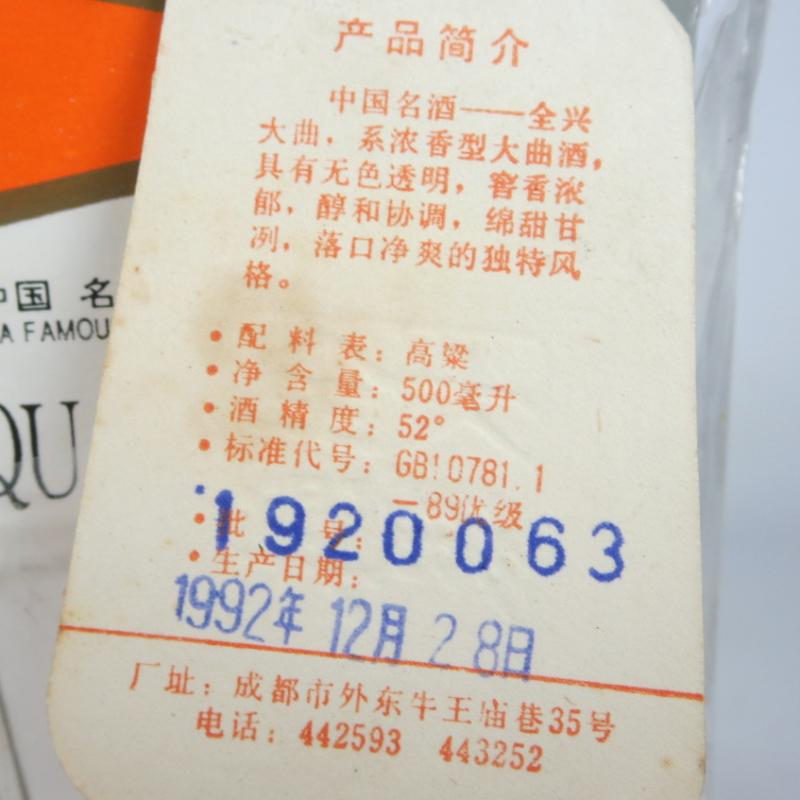 产品简介
中国名酒——全兴
大曲，系浓香型大曲酒，
具有无色透明，窖香浓
郁，醇和协调，绵甜甘
冽，落口净爽的独特风
格。
• 配料表：高粱
• 净含量：500毫升
• 酒精度：52°
• 标准代号：GB10781.1
—89优级
• 批号：
1920063
• 生产日期：
1992年12月28日
厂址：成都市外东牛王庙巷35号
电话：442593 443252
中国 名
A FAMOU
QU